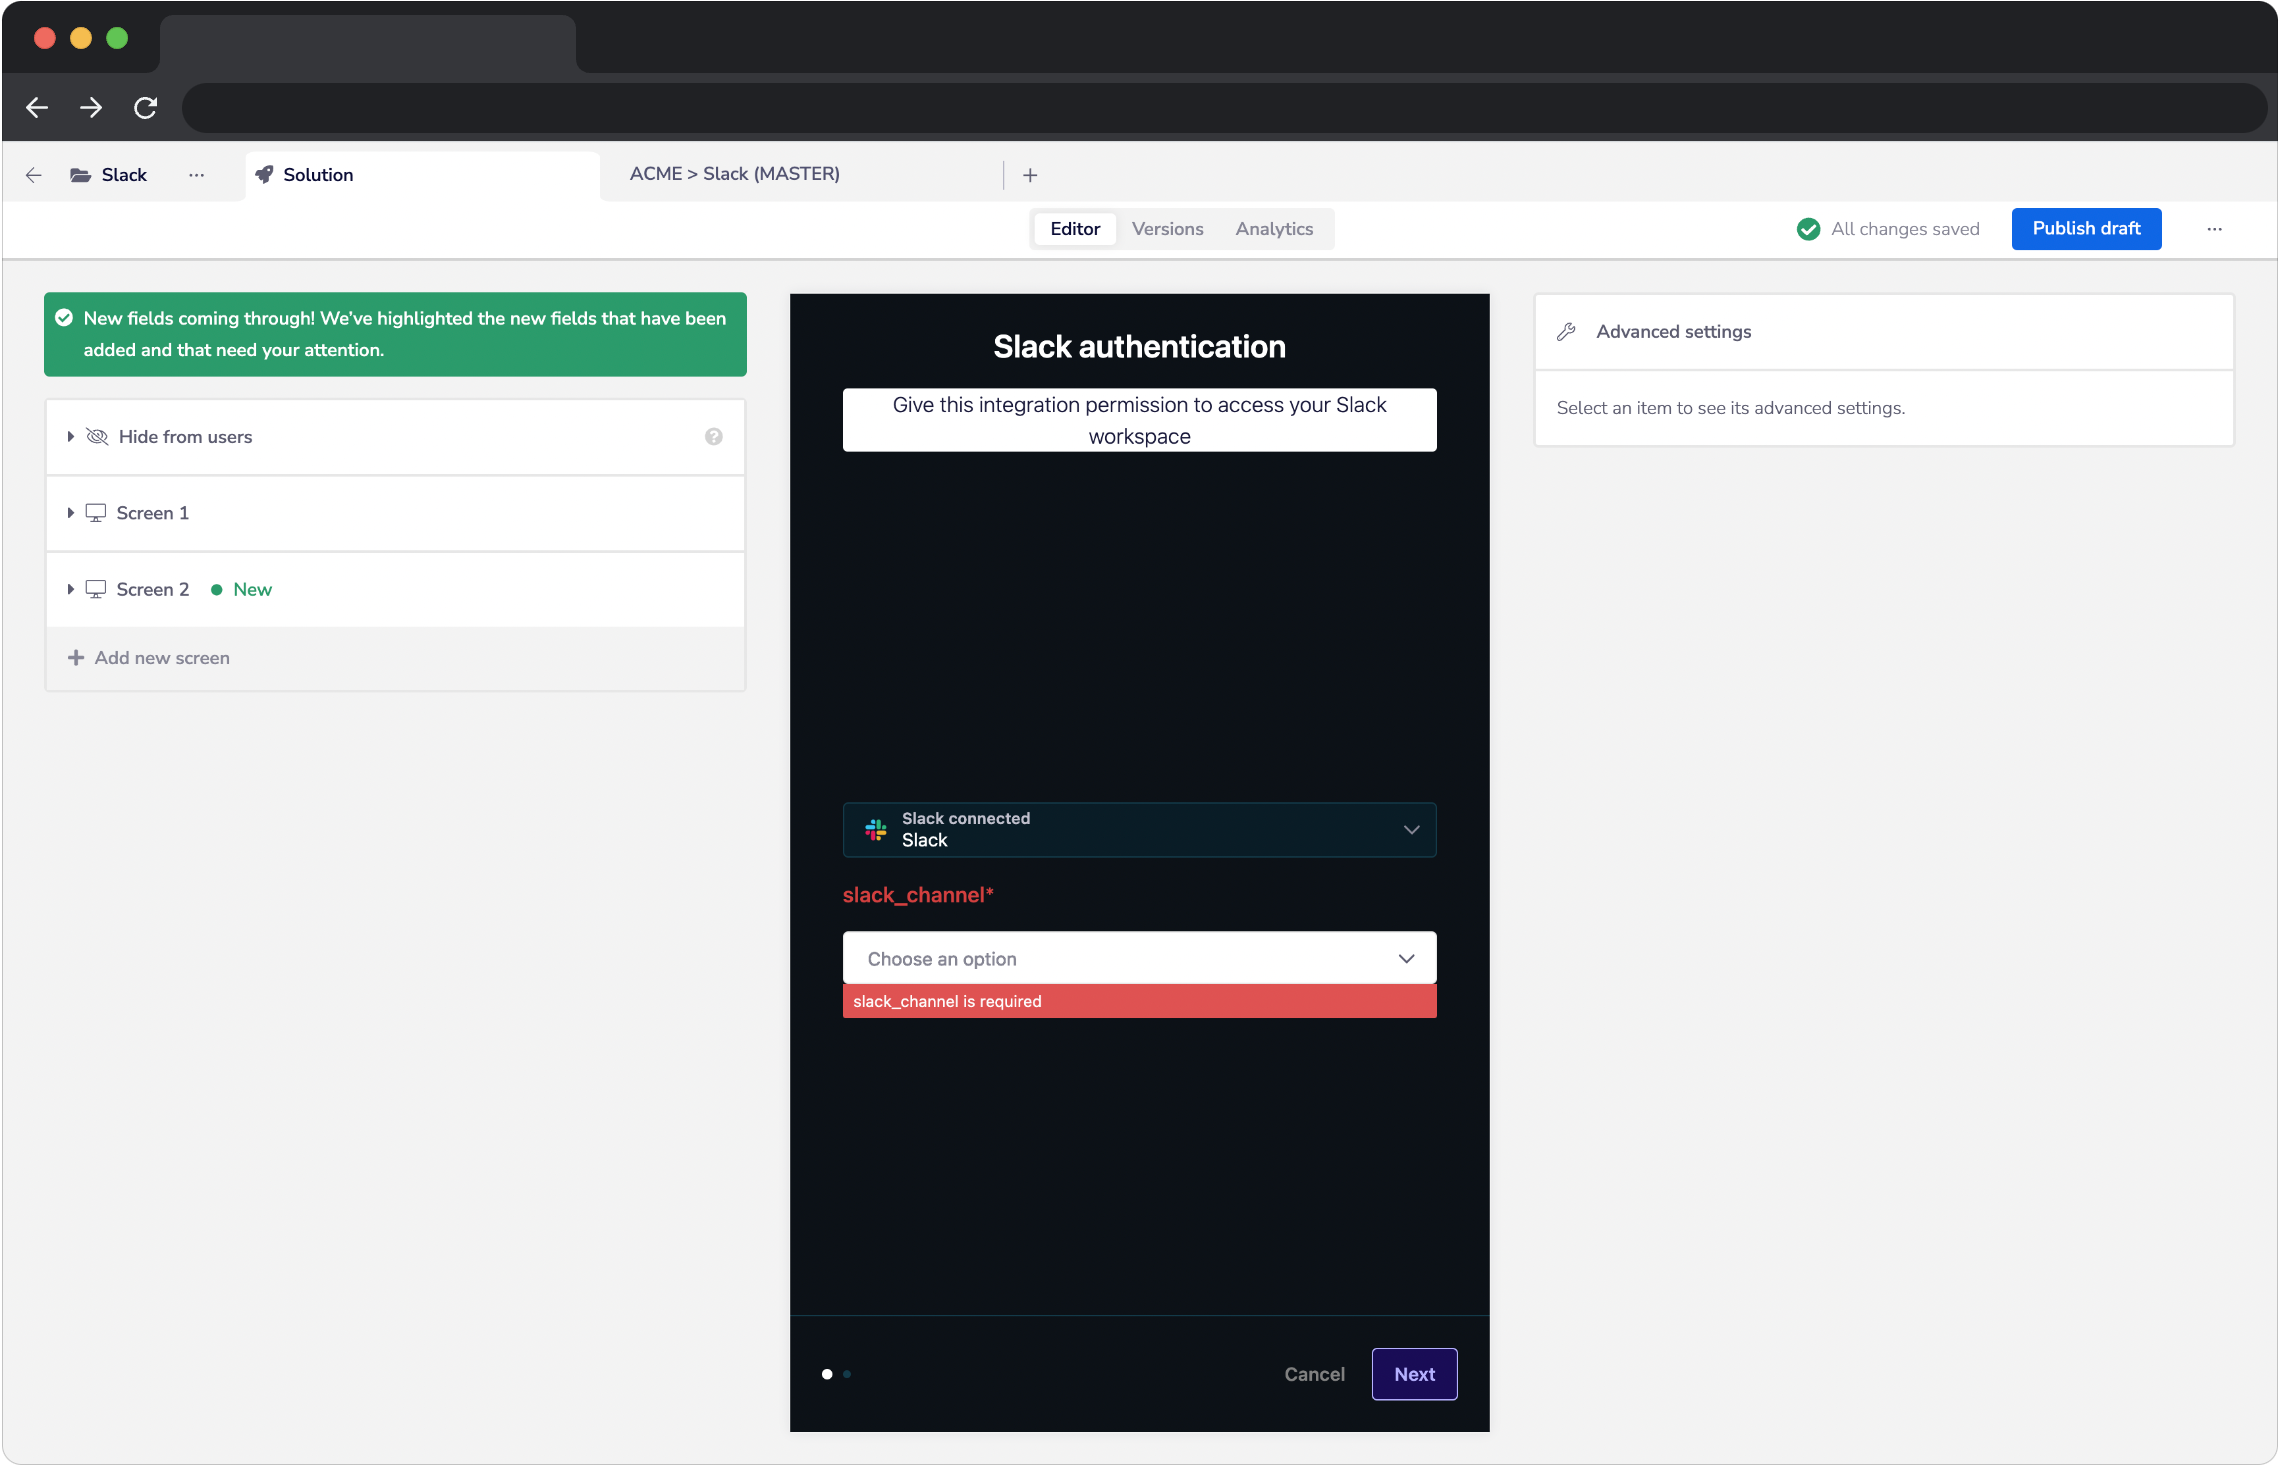 Slack
Solution
ACME > Slack (MASTER)
Editor
Versions
Analytics
All changes saved
Publish draft
New fields coming through! We've highlighted the new fields that have been
added and that need your attention.
Hide from users
Screen 1
Screen 2
New
Add new screen
Slack authentication
Give this integration permission to access your Slack
workspace
Slack connected
Slack
slack_channel*
Choose an option
slack_channel is required
Cancel
Next
Advanced settings
Select an item to see its advanced settings.